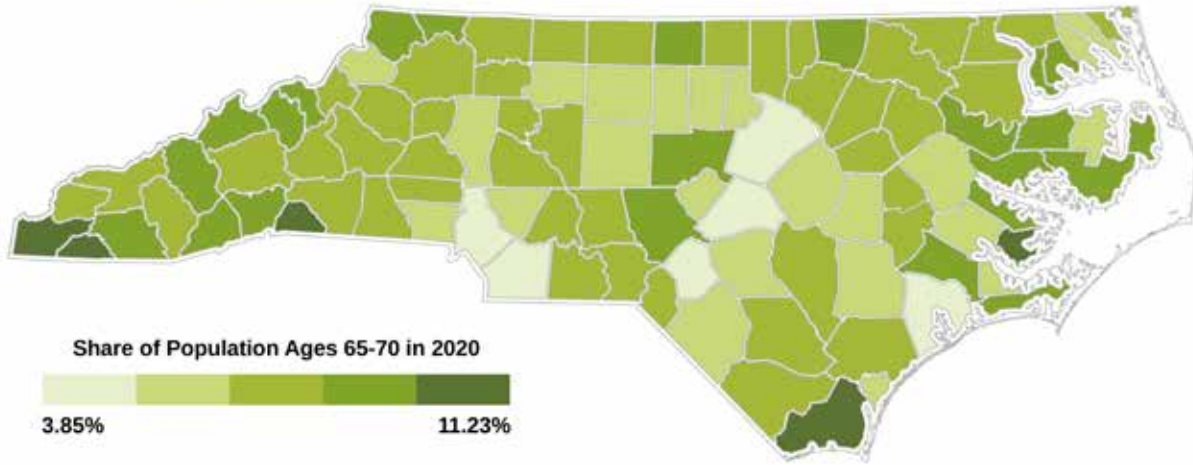 Share of Population Ages 65-70 in 2020
3.85% 11.23%